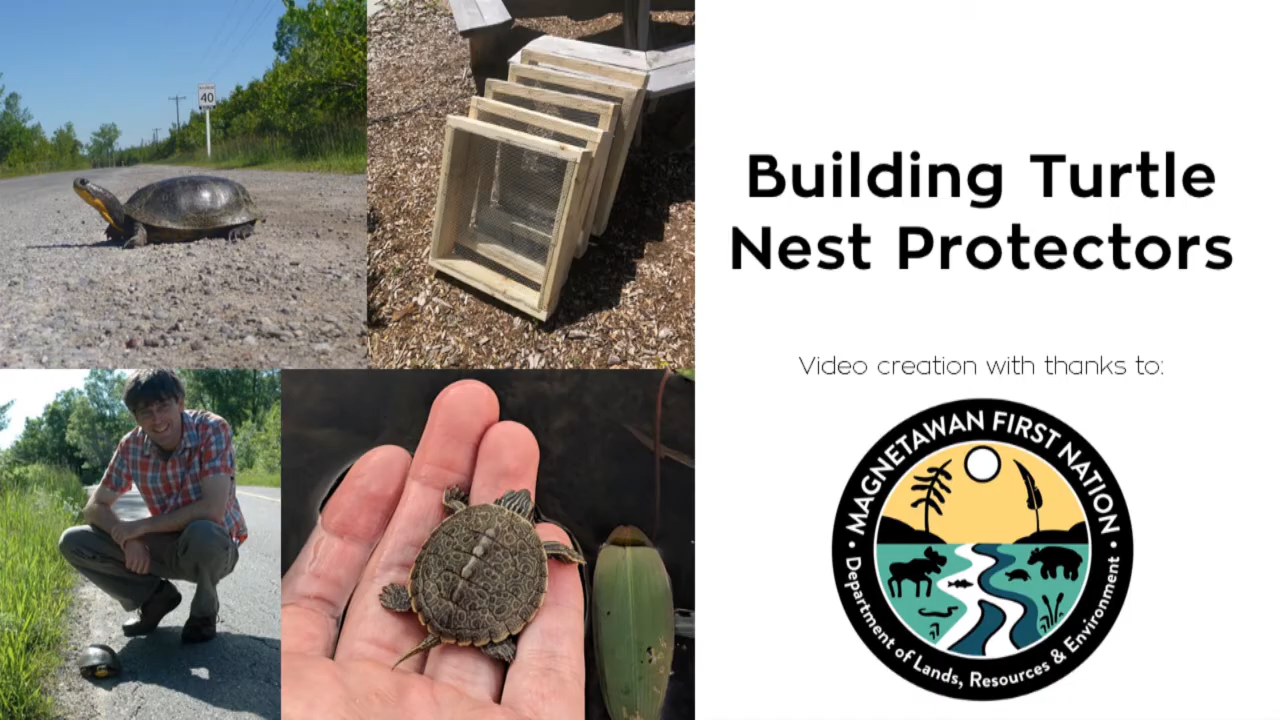 40
Building Turtle
Nest Protectors
Video creation with thanks to:
• MAGNETAWAN FIRST NATION •
Department of Lands, Resources & Environment